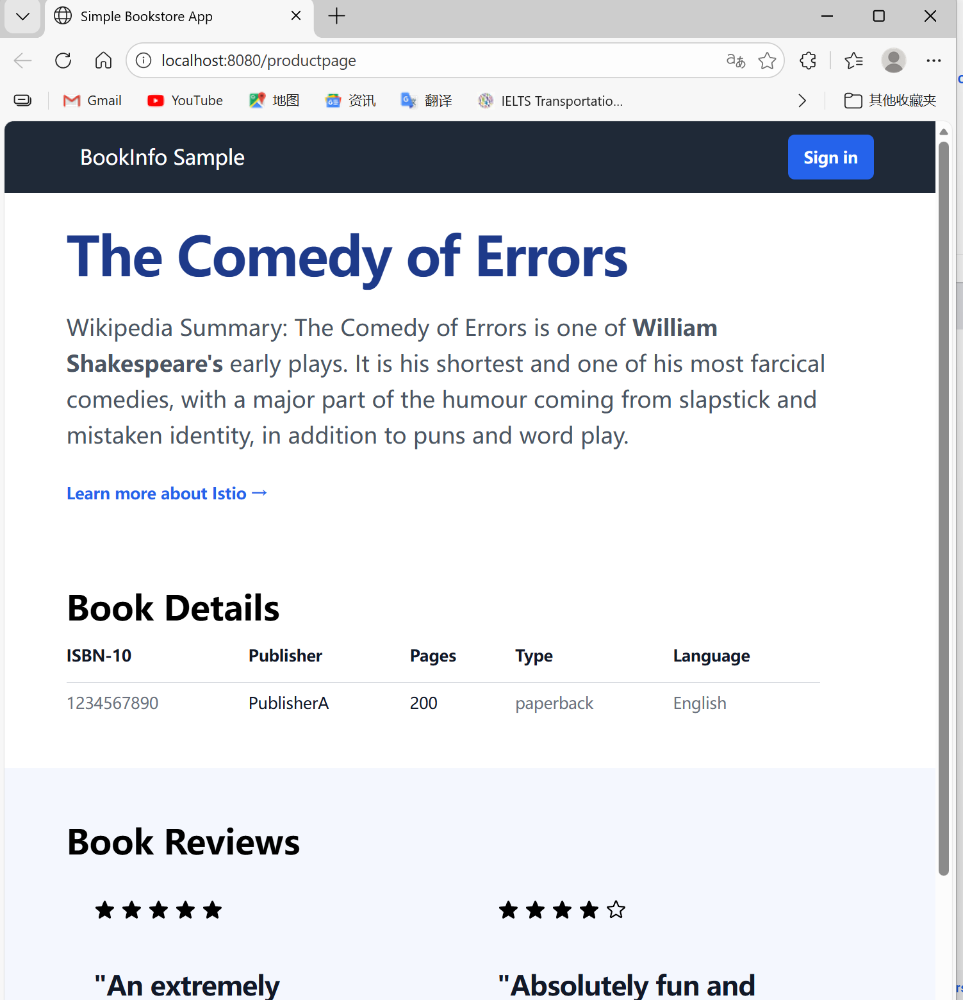 Simple Bookstore App
localhost:8080/productpage
Gmail
YouTube
地图
资讯
翻译
IELTS Transportatio...
其他收藏夹
BookInfo Sample
Sign in
The Comedy of Errors
Wikipedia Summary: The Comedy of Errors is one of William
Shakespeare's early plays. It is his shortest and one of his most farcical
comedies, with a major part of the humour coming from slapstick and
mistaken identity, in addition to puns and word play.
Learn more about Istio →
Book Details
ISBN-10 Publisher Pages Type Language
1234567890 PublisherA 200 paperback English
Book Reviews
"An extremely
"Absolutely fun and